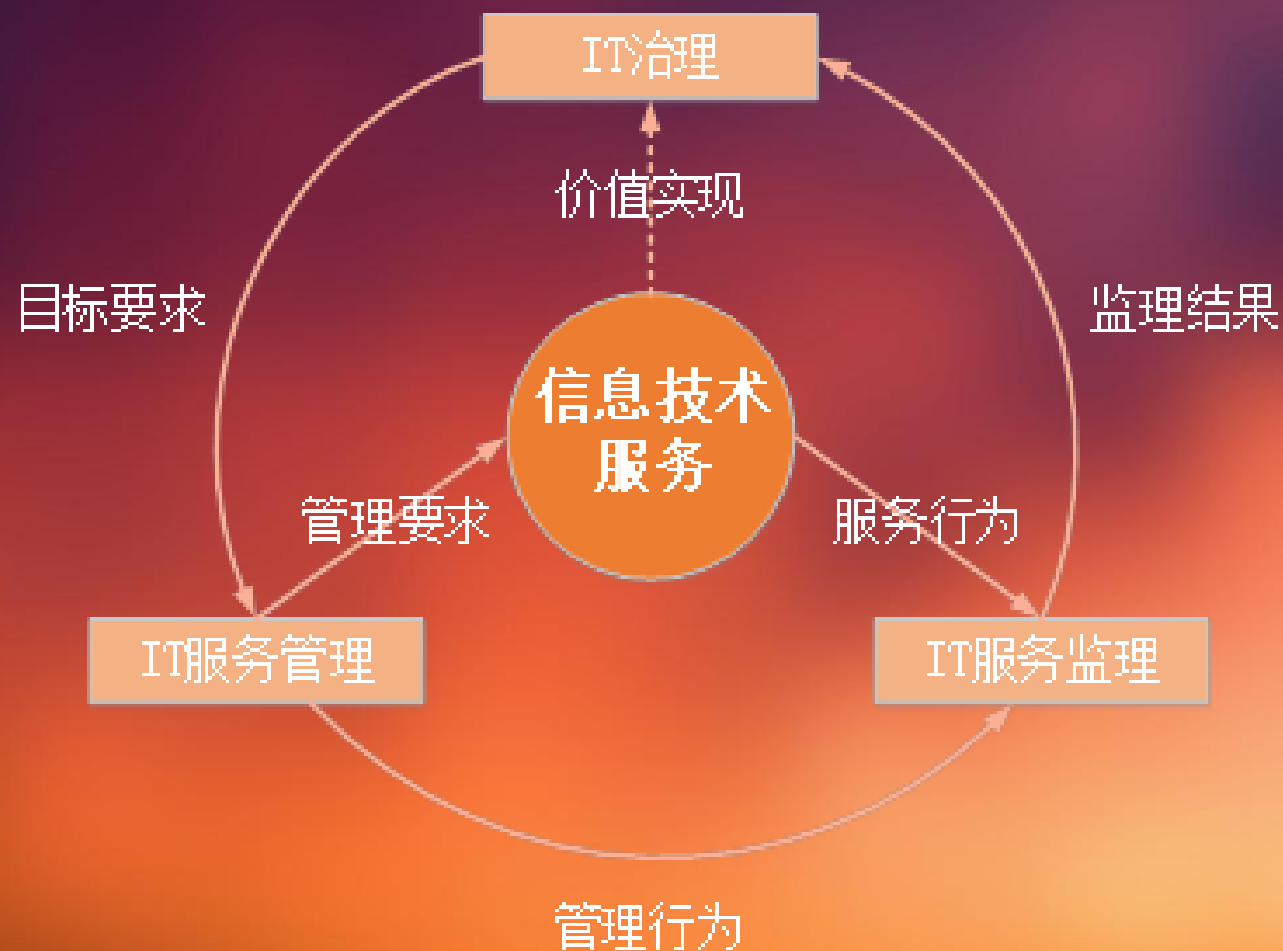 IT治理
价值实现
目标要求
监理结果
信息技术
服务
管理要求
服务行为
IT服务管理
IT服务监理
管理行为